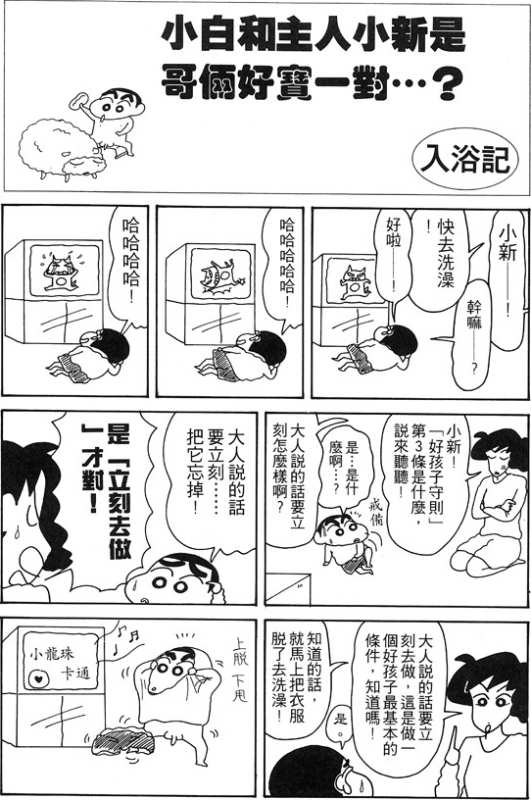 小白和主人小新是
哥倆好寶一對…？
入浴記
小新……！
幹嘛……？
快去洗澡
！
好啦……！
哈哈哈哈哈！
哈哈哈哈！
小新！
「好孩子守則」
第3條是什麼，
說來聽聽！
是…是什
麼啊…？
戒備
大人說的話要立
刻怎麼樣啊？
大人說的話
要立刻……
把它忘掉！
是「立刻去做
」才對！
大人說的話要立
刻去做，這是做一
個好孩子最基本的
條件，知道嗎！
知道的話，
就馬上把衣服
脫了去洗澡！
是。
上脫 下甩
小龍珠
卡通